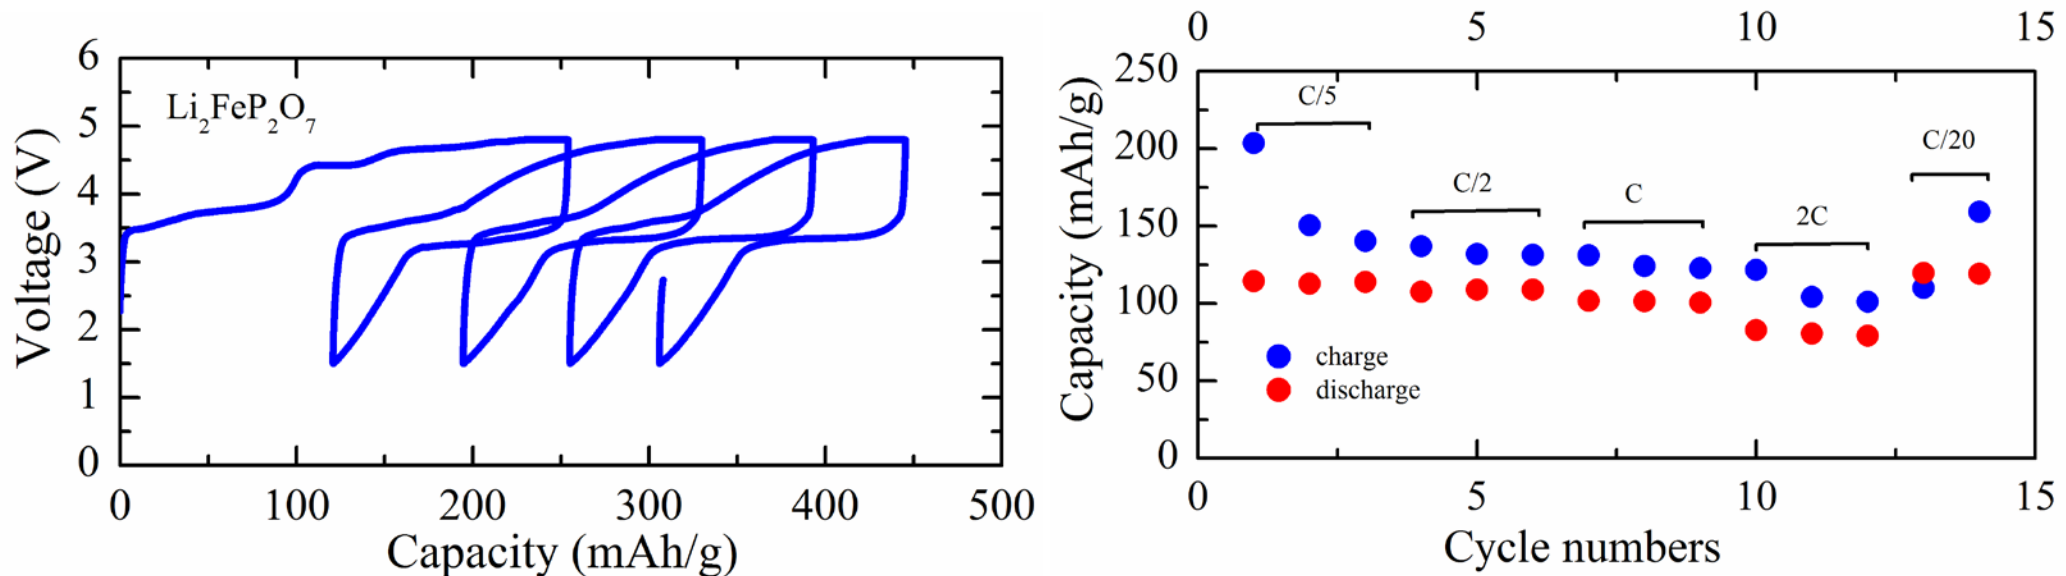 6
5
4
3
2
1
0
Voltage (V)
Li₂FeP₂O₇
0 100 200 300 400 500
Capacity (mAh/g)
0 5 10 15
250
200
150
100
50
0
Capacity (mAh/g)
C/5
C/2
C
2C
C/20
charge
discharge
0 5 10 15
Cycle numbers